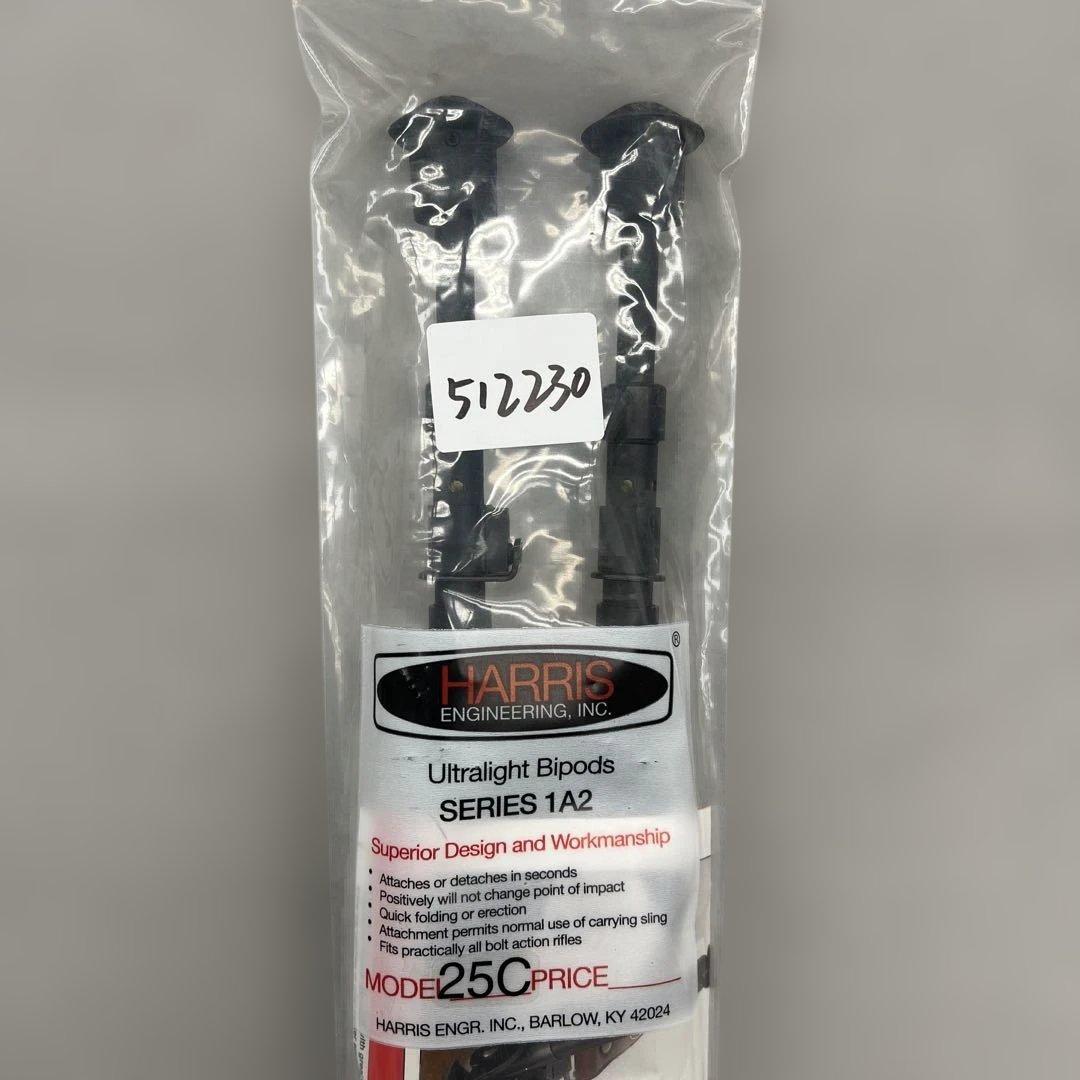 512230
HARRIS
ENGINEERING, INC.
®
Ultralight Bipods
SERIES 1A2
Superior Design and Workmanship
• Attaches or detaches in seconds
• Positively will not change point of impact
• Quick folding or erection
• Attachment permits normal use of carrying sling
• Fits practically all bolt action rifles
MODEL 25C PRICE______
HARRIS ENGR. INC., BARLOW, KY 42024